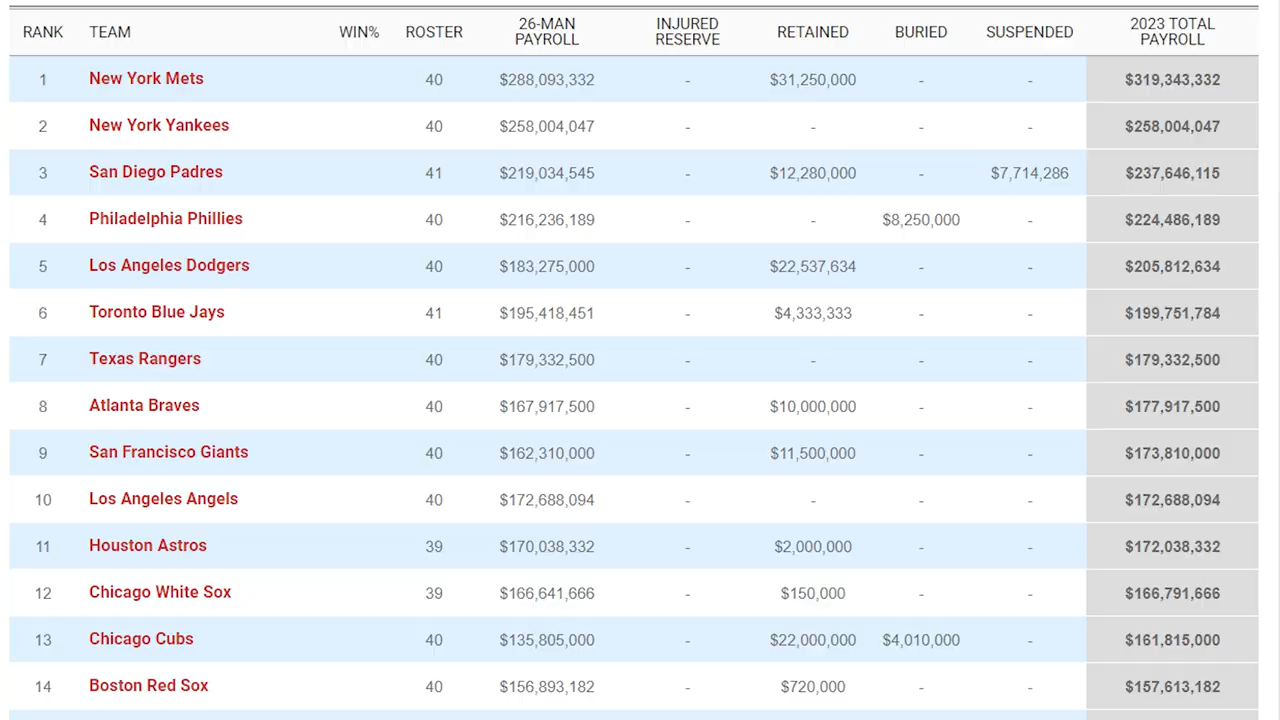 RANK TEAM WIN% ROSTER 26-MAN PAYROLL INJURED RESERVE RETAINED BURIED SUSPENDED 2023 TOTAL PAYROLL
1 New York Mets 40 $288,093,332 - $31,250,000 - - $319,343,332
2 New York Yankees 40 $258,004,047 - - - - $258,004,047
3 San Diego Padres 41 $219,034,545 - $12,280,000 - $7,714,286 $237,646,115
4 Philadelphia Phillies 40 $216,236,189 - - $8,250,000 - $224,486,189
5 Los Angeles Dodgers 40 $183,275,000 - $22,537,634 - - $205,812,634
6 Toronto Blue Jays 41 $195,418,451 - $4,333,333 - - $199,751,784
7 Texas Rangers 40 $179,332,500 - - - - $179,332,500
8 Atlanta Braves 40 $167,917,500 - $10,000,000 - - $177,917,500
9 San Francisco Giants 40 $162,310,000 - $11,500,000 - - $173,810,000
10 Los Angeles Angels 40 $172,688,094 - - - - $172,688,094
11 Houston Astros 39 $170,038,332 - $2,000,000 - - $172,038,332
12 Chicago White Sox 39 $166,641,666 - $150,000 - - $166,791,666
13 Chicago Cubs 40 $135,805,000 - $22,000,000 $4,010,000 - $161,815,000
14 Boston Red Sox 40 $156,893,182 - $720,000 - - $157,613,182